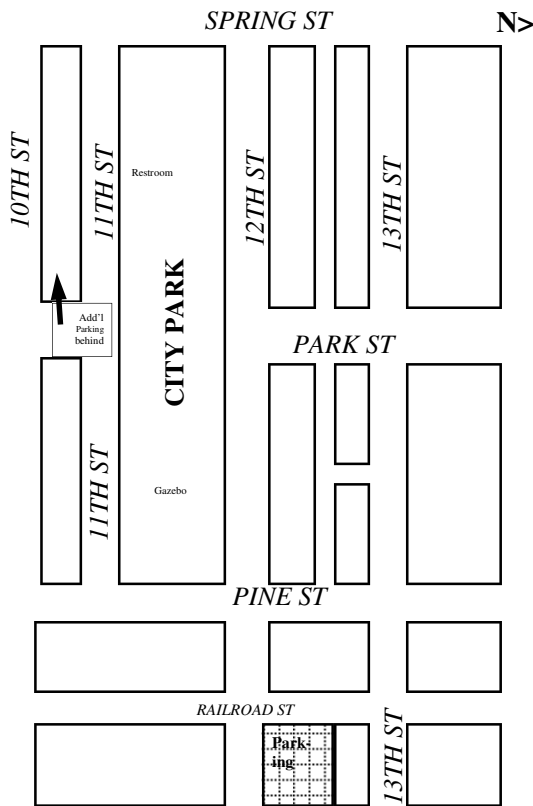 SPRING ST
N>
10TH ST
11TH ST
Restroom
12TH ST
13TH ST
CITY PARK
Add'l
Parking
behind
PARK ST
11TH ST
Gazebo
PINE ST
RAILROAD ST
Park-
ing
13TH ST